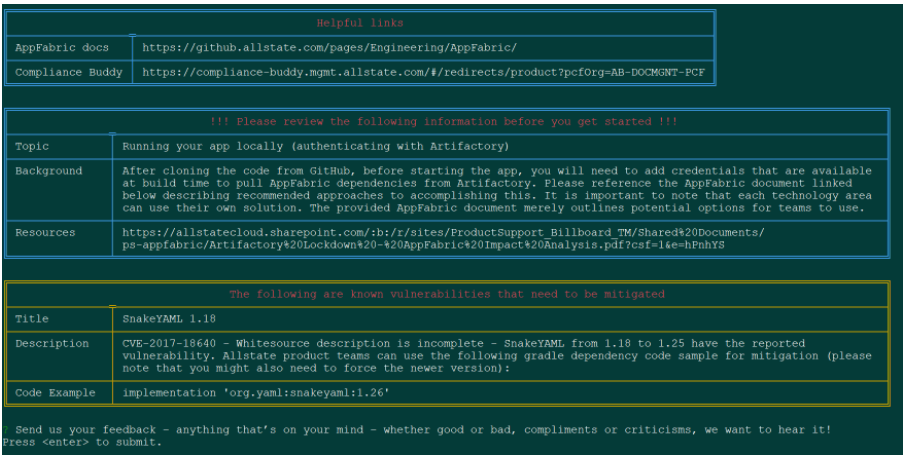 Helpful links
AppFabric docs https://github.allstate.com/pages/Engineering/AppFabric/
Compliance Buddy https://compliance-buddy.mgmt.allstate.com/#/redirects/product?pcfOrg=AB-DOCMGNT-PCF
!!! Please review the following information before you get started !!!
Topic Running your app locally (authenticating with Artifactory)
Background After cloning the code from GitHub, before starting the app, you will need to add credentials that are available
at build time to pull AppFabric dependencies from Artifactory. Please reference the AppFabric document linked
below describing recommended approaches to accomplishing this. It is important to note that each technology area
can use their own solution. The provided AppFabric document merely outlines potential options for teams to use.
Resources https://allstatecloud.sharepoint.com/:b:/r/sites/ProductSupport_Billboard_TM/Shared%20Documents/
ps-appfabric/Artifactory%20Lockdown%20-%20AppFabric%20Impact%20Analysis.pdf?csf=1&e=hPnhYS
The following are known vulnerabilities that need to be mitigated
Title SnakeYAML 1.18
Description CVE-2017-18640 - Whitesource description is incomplete - SnakeYAML from 1.18 to 1.25 have the reported
vulnerability. Allstate product teams can use the following gradle dependency code sample for mitigation (please
note that you might also need to force the newer version):
Code Example implementation 'org.yaml:snakeyaml:1.26'
? Send us your feedback - anything that's on your mind - whether good or bad, compliments or criticisms, we want to hear it!
Press <enter> to submit.